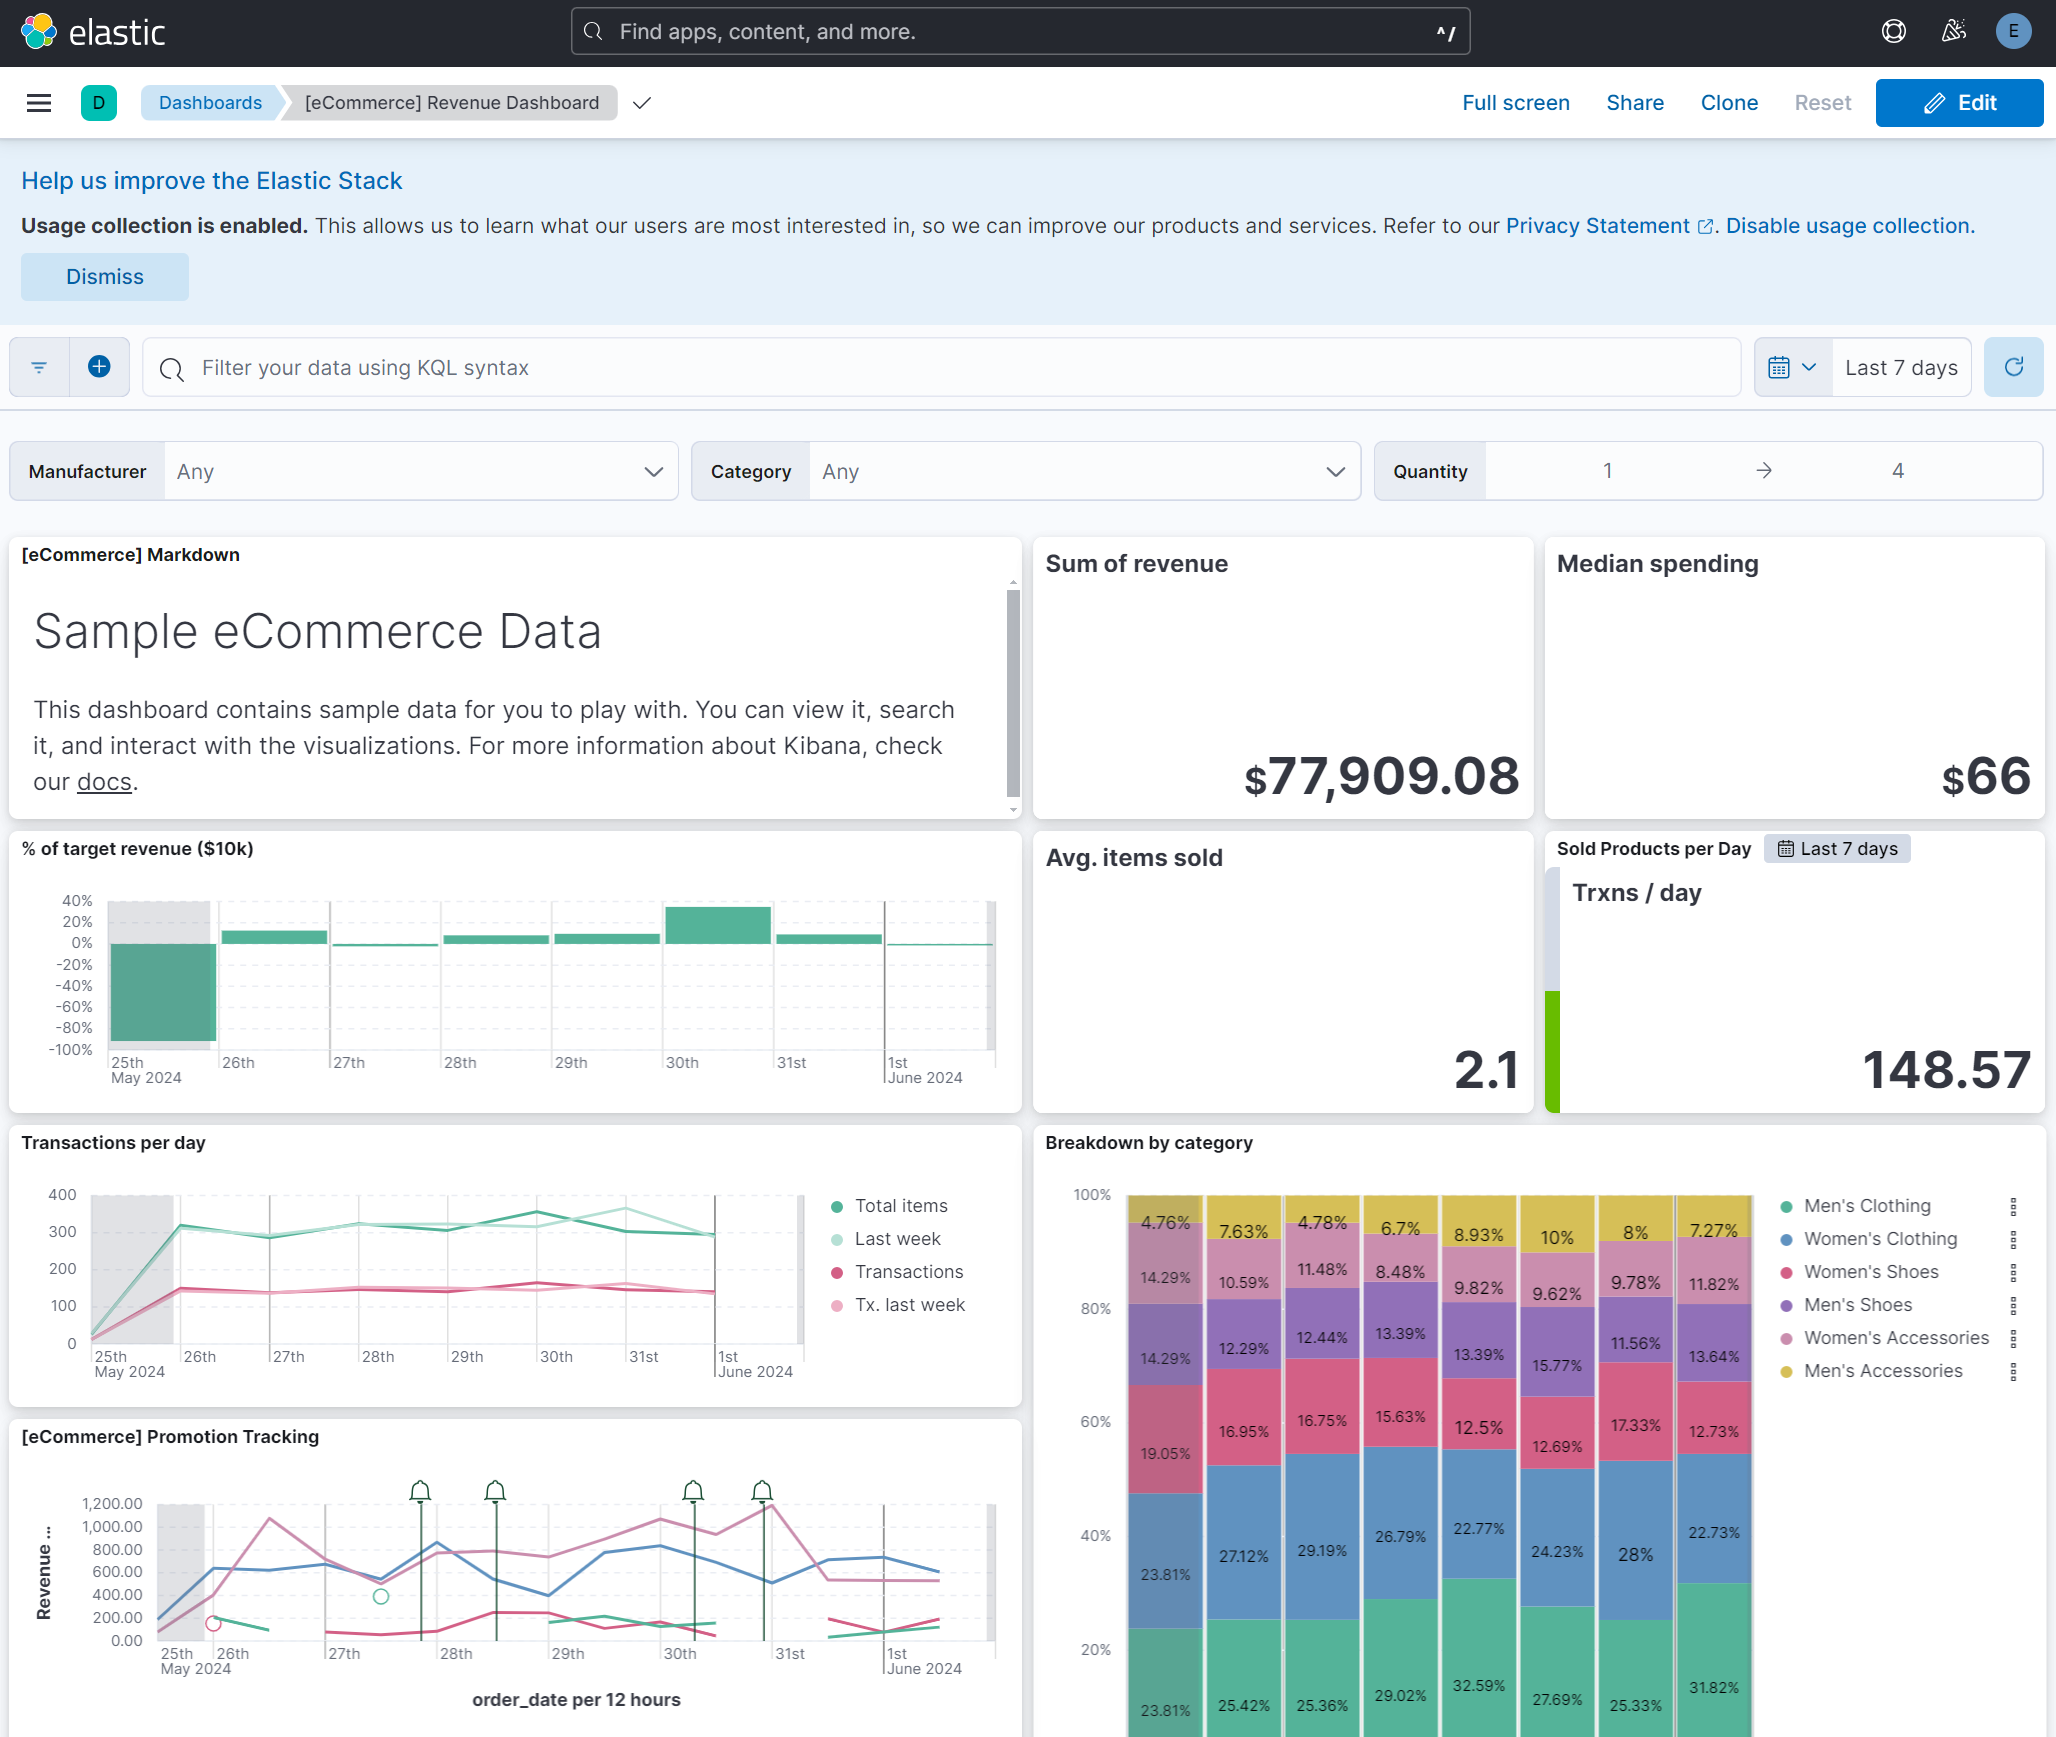 elastic
Find apps, content, and more.
^/
E
D
Dashboards
[eCommerce] Revenue Dashboard
Full screen
Share
Clone
Reset
Edit
Help us improve the Elastic Stack
Usage collection is enabled. This allows us to learn what our users are most interested in, so we can improve our products and services. Refer to our Privacy Statement. Disable usage collection.
Dismiss
Filter your data using KQL syntax
Last 7 days
Manufacturer Any
Category Any
Quantity 1 → 4
[eCommerce] Markdown
Sample eCommerce Data
This dashboard contains sample data for you to play with. You can view it, search
it, and interact with the visualizations. For more information about Kibana, check
our docs.
Sum of revenue
$77,909.08
Median spending
$66
% of target revenue ($10k)
40%
20%
0%
-20%
-40%
-60%
-80%
-100%
25th 26th 27th 28th 29th 30th 31st 1st
May 2024 June 2024
Avg. items sold
2.1
Sold Products per Day Last 7 days
Trxns / day
148.57
Transactions per day
400
300
200
100
0
25th 26th 27th 28th 29th 30th 31st 1st
May 2024 June 2024
Total items
Last week
Transactions
Tx. last week
[eCommerce] Promotion Tracking
Revenue ...
1,200.00
1,000.00
800.00
600.00
400.00
200.00
0.00
25th 26th 27th 28th 29th 30th 31st 1st
May 2024 June 2024
order_date per 12 hours
Breakdown by category
100%
80%
60%
40%
20%
4.76% 7.63% 4.78% 6.7% 8.93% 10% 8% 7.27%
14.29% 10.59% 11.48% 8.48% 9.82% 9.62% 9.78% 11.82%
14.29% 12.29% 12.44% 13.39% 13.39% 15.77% 11.56% 13.64%
19.05% 16.95% 16.75% 15.63% 12.5% 12.69% 17.33% 12.73%
23.81% 27.12% 29.19% 26.79% 22.77% 24.23% 28% 22.73%
23.81% 25.42% 25.36% 29.02% 32.59% 27.69% 25.33% 31.82%
Men's Clothing
Women's Clothing
Women's Shoes
Men's Shoes
Women's Accessories
Men's Accessories